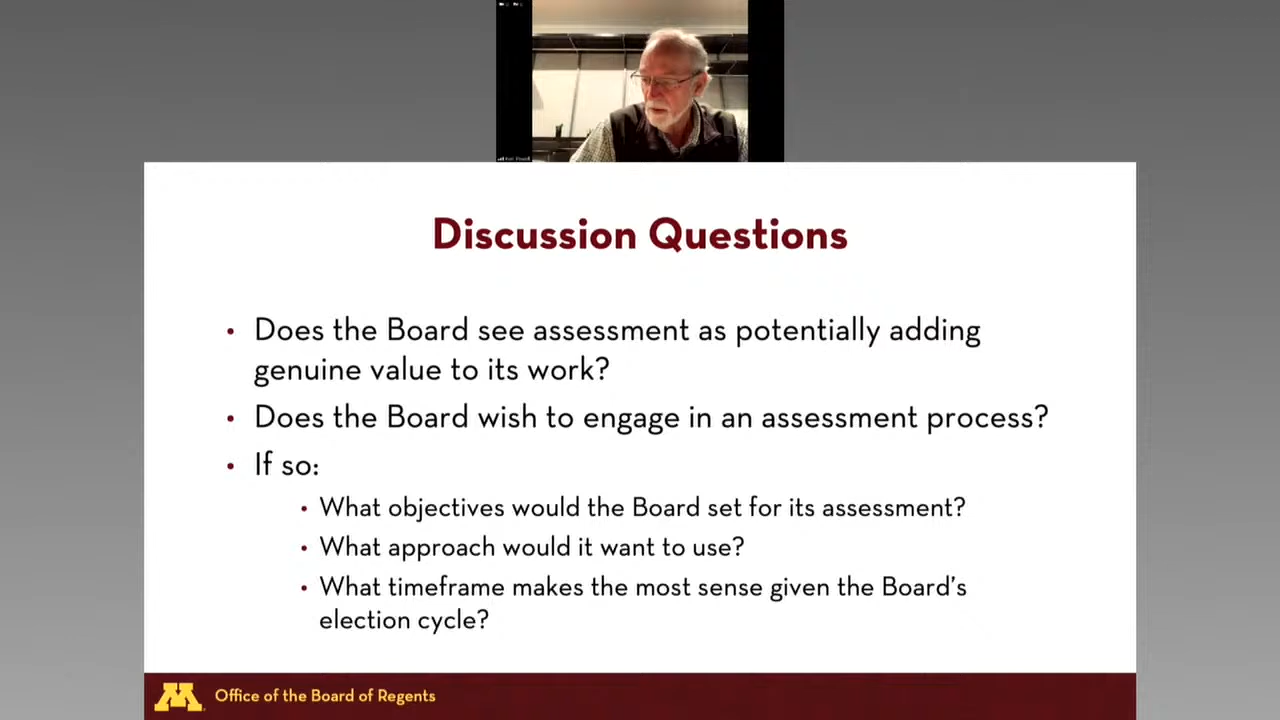 Ken Powell
Discussion Questions
• Does the Board see assessment as potentially adding
genuine value to its work?
• Does the Board wish to engage in an assessment process?
• If so:
• What objectives would the Board set for its assessment?
• What approach would it want to use?
• What timeframe makes the most sense given the Board's
election cycle?
M
Office of the Board of Regents